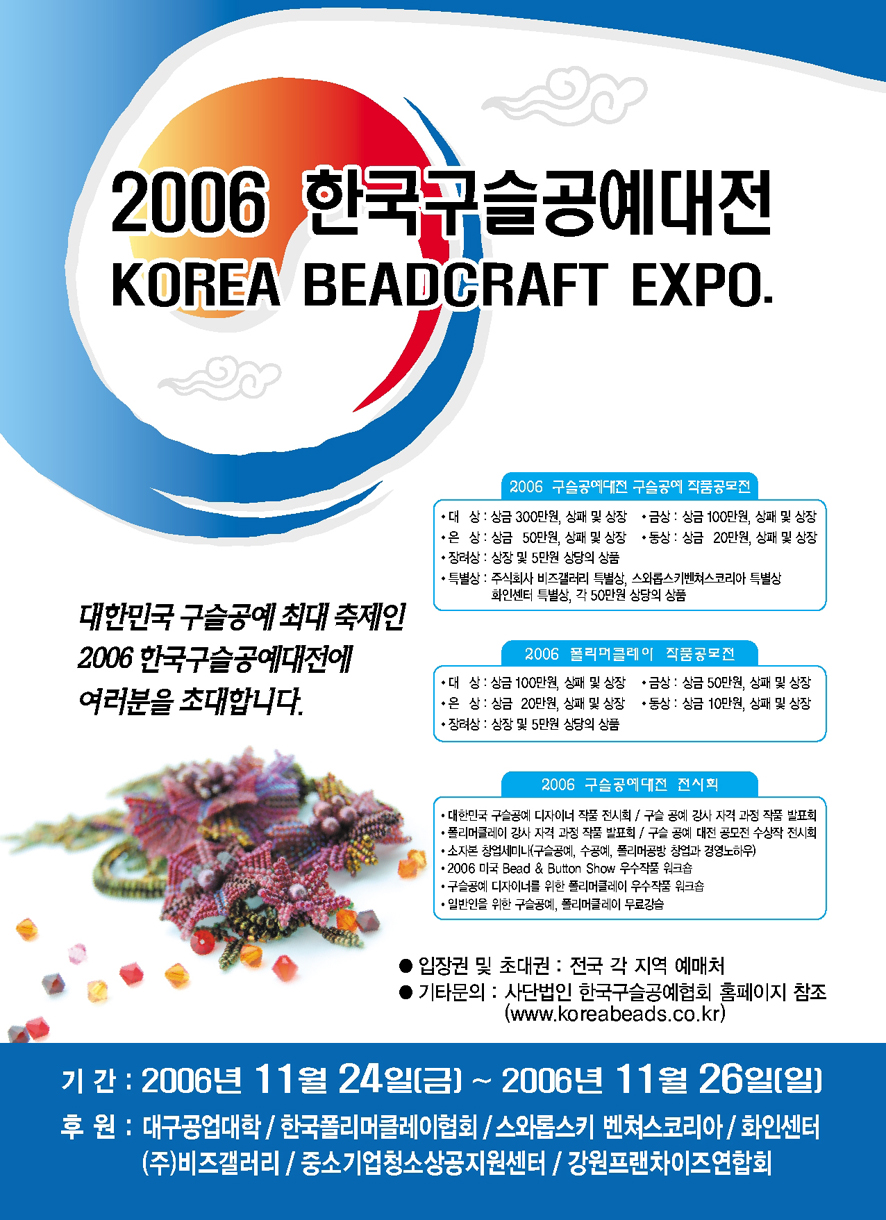 2006 한국구슬공예대전
KOREA BEADCRAFT EXPO.
2006 구슬공예대전 구슬공예 작품공모전
• 대 상 : 상금 300만원, 상패 및 상장 • 금상 : 상금 100만원, 상패 및 상장
• 은 상 : 상금 50만원, 상패 및 상장 • 동상 : 상금 20만원, 상패 및 상장
• 장려상 : 상장 및 5만원 상당의 상품
• 특별상 : 주식회사 비즈갤러리 특별상, 스와롭스키벤쳐스코리아 특별상
화인센터 특별상, 각 50만원 상당의 상품
대한민국 구슬공예 최대 축제인
2006 한국구슬공예대전에
여러분을 초대합니다.
2006 폴리머클레이 작품공모전
• 대 상 : 상금 100만원, 상패 및 상장 • 금상 : 상금 50만원, 상패 및 상장
• 은 상 : 상금 20만원, 상패 및 상장 • 동상 : 상금 10만원, 상패 및 상장
• 장려상 : 상장 및 5만원 상당의 상품
2006 구슬공예대전 전시회
• 대한민국 구슬공예 디자이너 작품 전시회 / 구슬 공예 강사 자격 과정 작품 발표회
• 폴리머클레이 강사 자격 과정 작품 발표회 / 구슬 공예 대전 공모전 수상작 전시회
• 소자본 창업세미나(구슬공예, 수공예, 폴리머공방 창업과 경영노하우)
• 2006 미국 Bead & Button Show 우수작품 워크숍
• 구슬공예 디자이너를 위한 폴리머클레이 우수작품 워크숍
• 일반인을 위한 구슬공예, 폴리머클레이 무료강습
● 입장권 및 초대권 : 전국 각 지역 예매처
● 기타문의 : 사단법인 한국구슬공예협회 홈페이지 참조
(www.koreabeads.co.kr)
기 간 : 2006년 11월 24일(금) ~ 2006년 11월 26일(일)
후 원 : 대구공업대학 / 한국폴리머클레이협회 / 스와롭스키 벤쳐스코리아 / 화인센터
(주)비즈갤러리 / 중소기업청소상공지원센터 / 강원프랜차이즈연합회